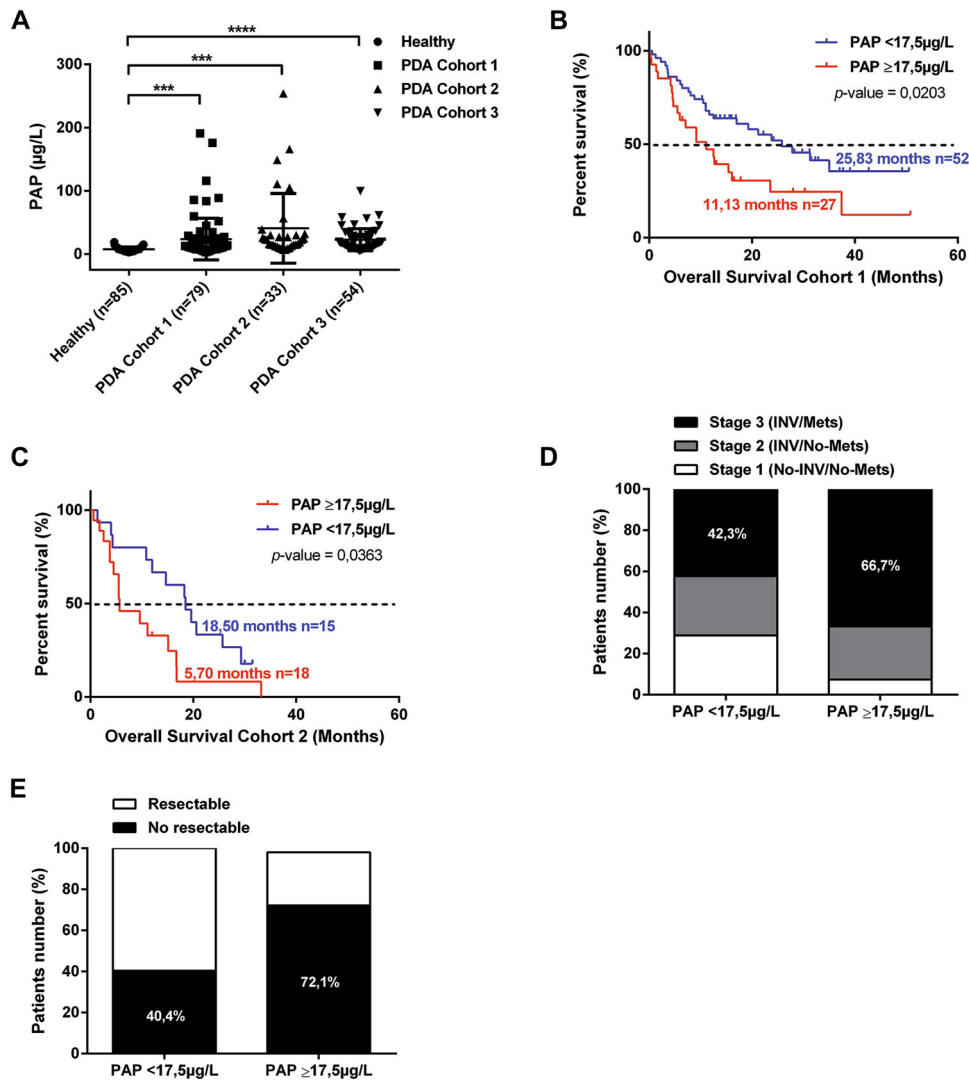 A
****
***
***
Healthy
PDA Cohort 1
PDA Cohort 2
PDA Cohort 3
PAP (µg/L)
300
200
100
0
Healthy (n=85)
PDA Cohort 1 (n=79)
PDA Cohort 2 (n=33)
PDA Cohort 3 (n=54)
B
PAP <17,5µg/L
PAP ≥17,5µg/L
p-value = 0,0203
Percent survival (%)
100
50
0
25,83 months n=52
11,13 months n=27
0 20 40 60
Overall Survival Cohort 1 (Months)
C
PAP ≥17,5µg/L
PAP <17,5µg/L
p-value = 0,0363
Percent survival (%)
100
50
0
18,50 months n=15
5,70 months n=18
0 20 40 60
Overall Survival Cohort 2 (Months)
D
Stage 3 (INV/Mets)
Stage 2 (INV/No-Mets)
Stage 1 (No-INV/No-Mets)
Patients number (%)
100
80
60
40
20
0
42,3%
66,7%
PAP <17,5µg/L PAP ≥17,5µg/L
E
Resectable
No resectable
Patients number (%)
100
80
60
40
20
0
40,4%
72,1%
PAP <17,5µg/L PAP ≥17,5µg/L